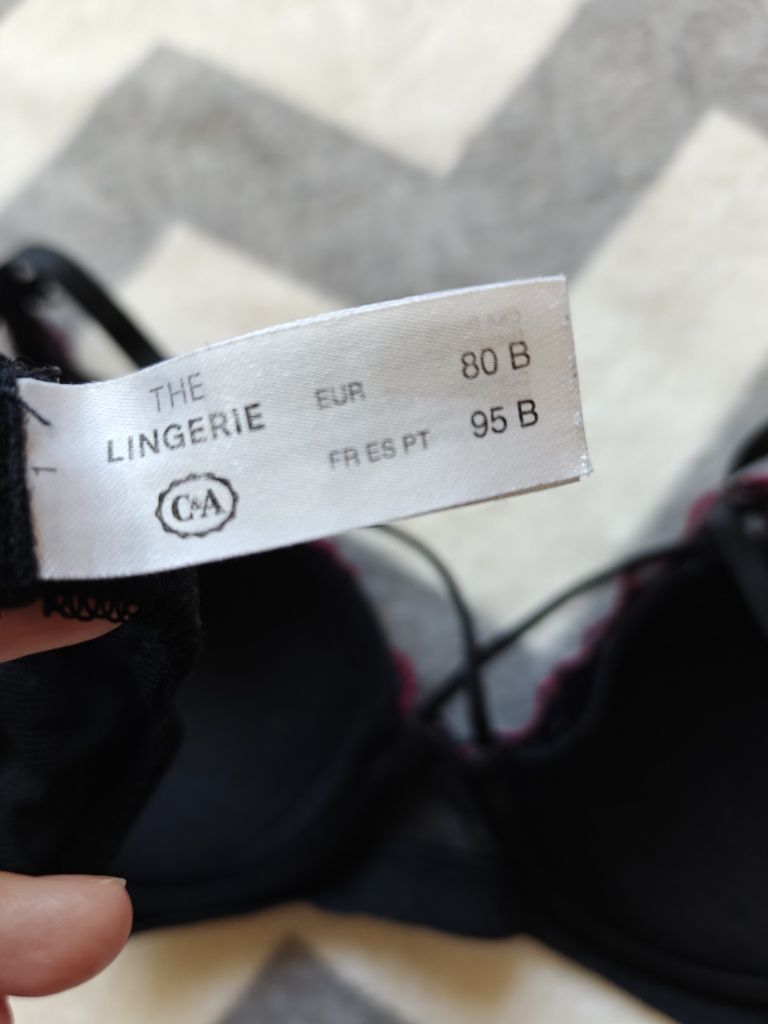 THE
LINGERIE
C&A
EUR 80 B
FR ES PT 95 B